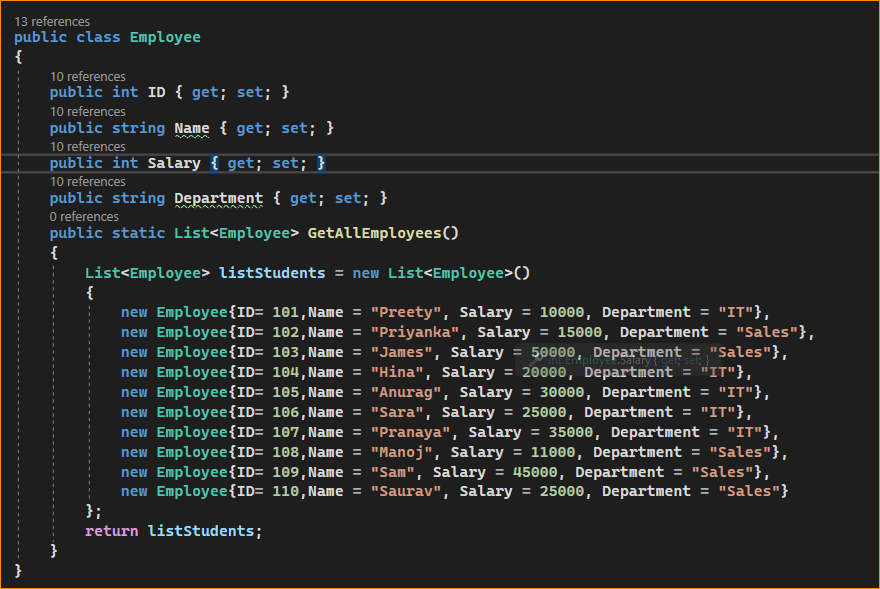 13 references
public class Employee
{
10 references
public int ID { get; set; }
10 references
public string Name { get; set; }
10 references
public int Salary { get; set; }
10 references
public string Department { get; set; }
0 references
public static List<Employee> GetAllEmployees()
{
List<Employee> listStudents = new List<Employee>()
{
new Employee{ID= 101,Name = "Preety", Salary = 10000, Department = "IT"},
new Employee{ID= 102,Name = "Priyanka", Salary = 15000, Department = "Sales"},
new Employee{ID= 103,Name = "James", Salary = 50000, Department = "Sales"},
int Employee.Salary { get; set; }
new Employee{ID= 104,Name = "Hina", Salary = 20000, Department = "IT"},
new Employee{ID= 105,Name = "Anurag", Salary = 30000, Department = "IT"},
new Employee{ID= 106,Name = "Sara", Salary = 25000, Department = "IT"},
new Employee{ID= 107,Name = "Pranaya", Salary = 35000, Department = "IT"},
new Employee{ID= 108,Name = "Manoj", Salary = 11000, Department = "Sales"},
new Employee{ID= 109,Name = "Sam", Salary = 45000, Department = "Sales"},
new Employee{ID= 110,Name = "Saurav", Salary = 25000, Department = "Sales"}
};
return listStudents;
}
}